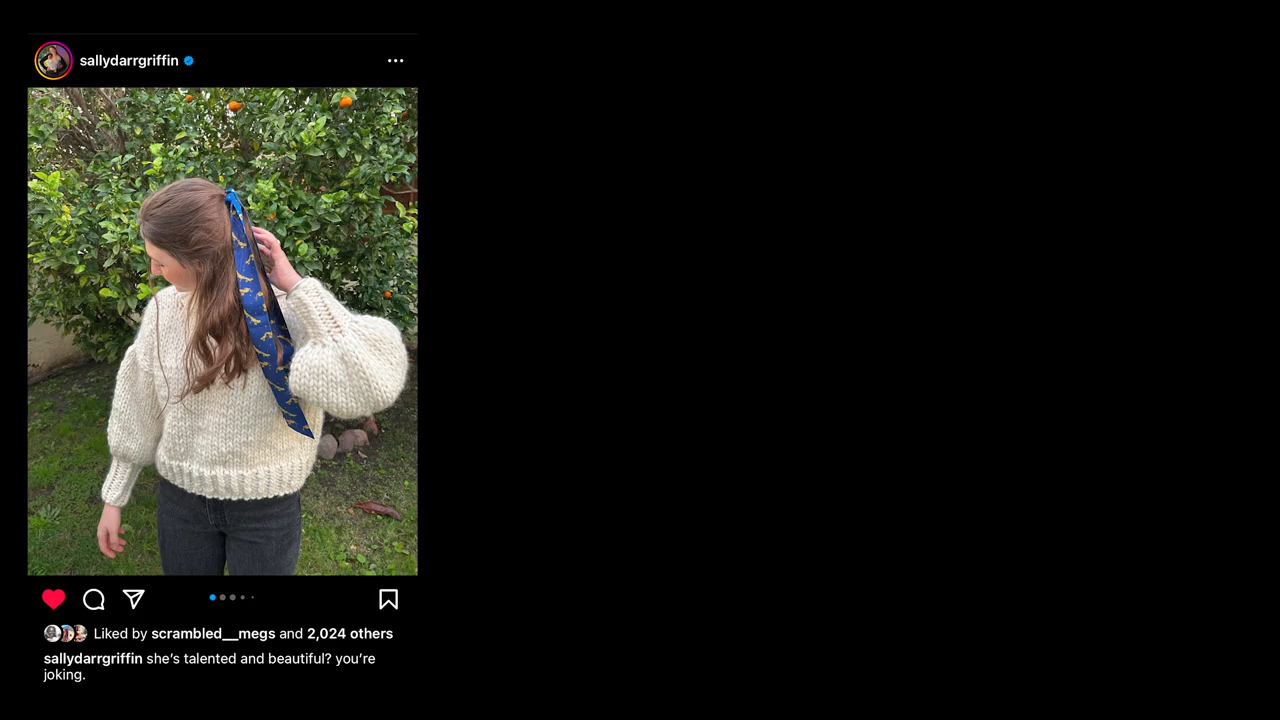 sallydarrgriffin
Liked by scrambled__megs and 2,024 others
sallydarrgriffin she’s talented and beautiful? you’re
joking.